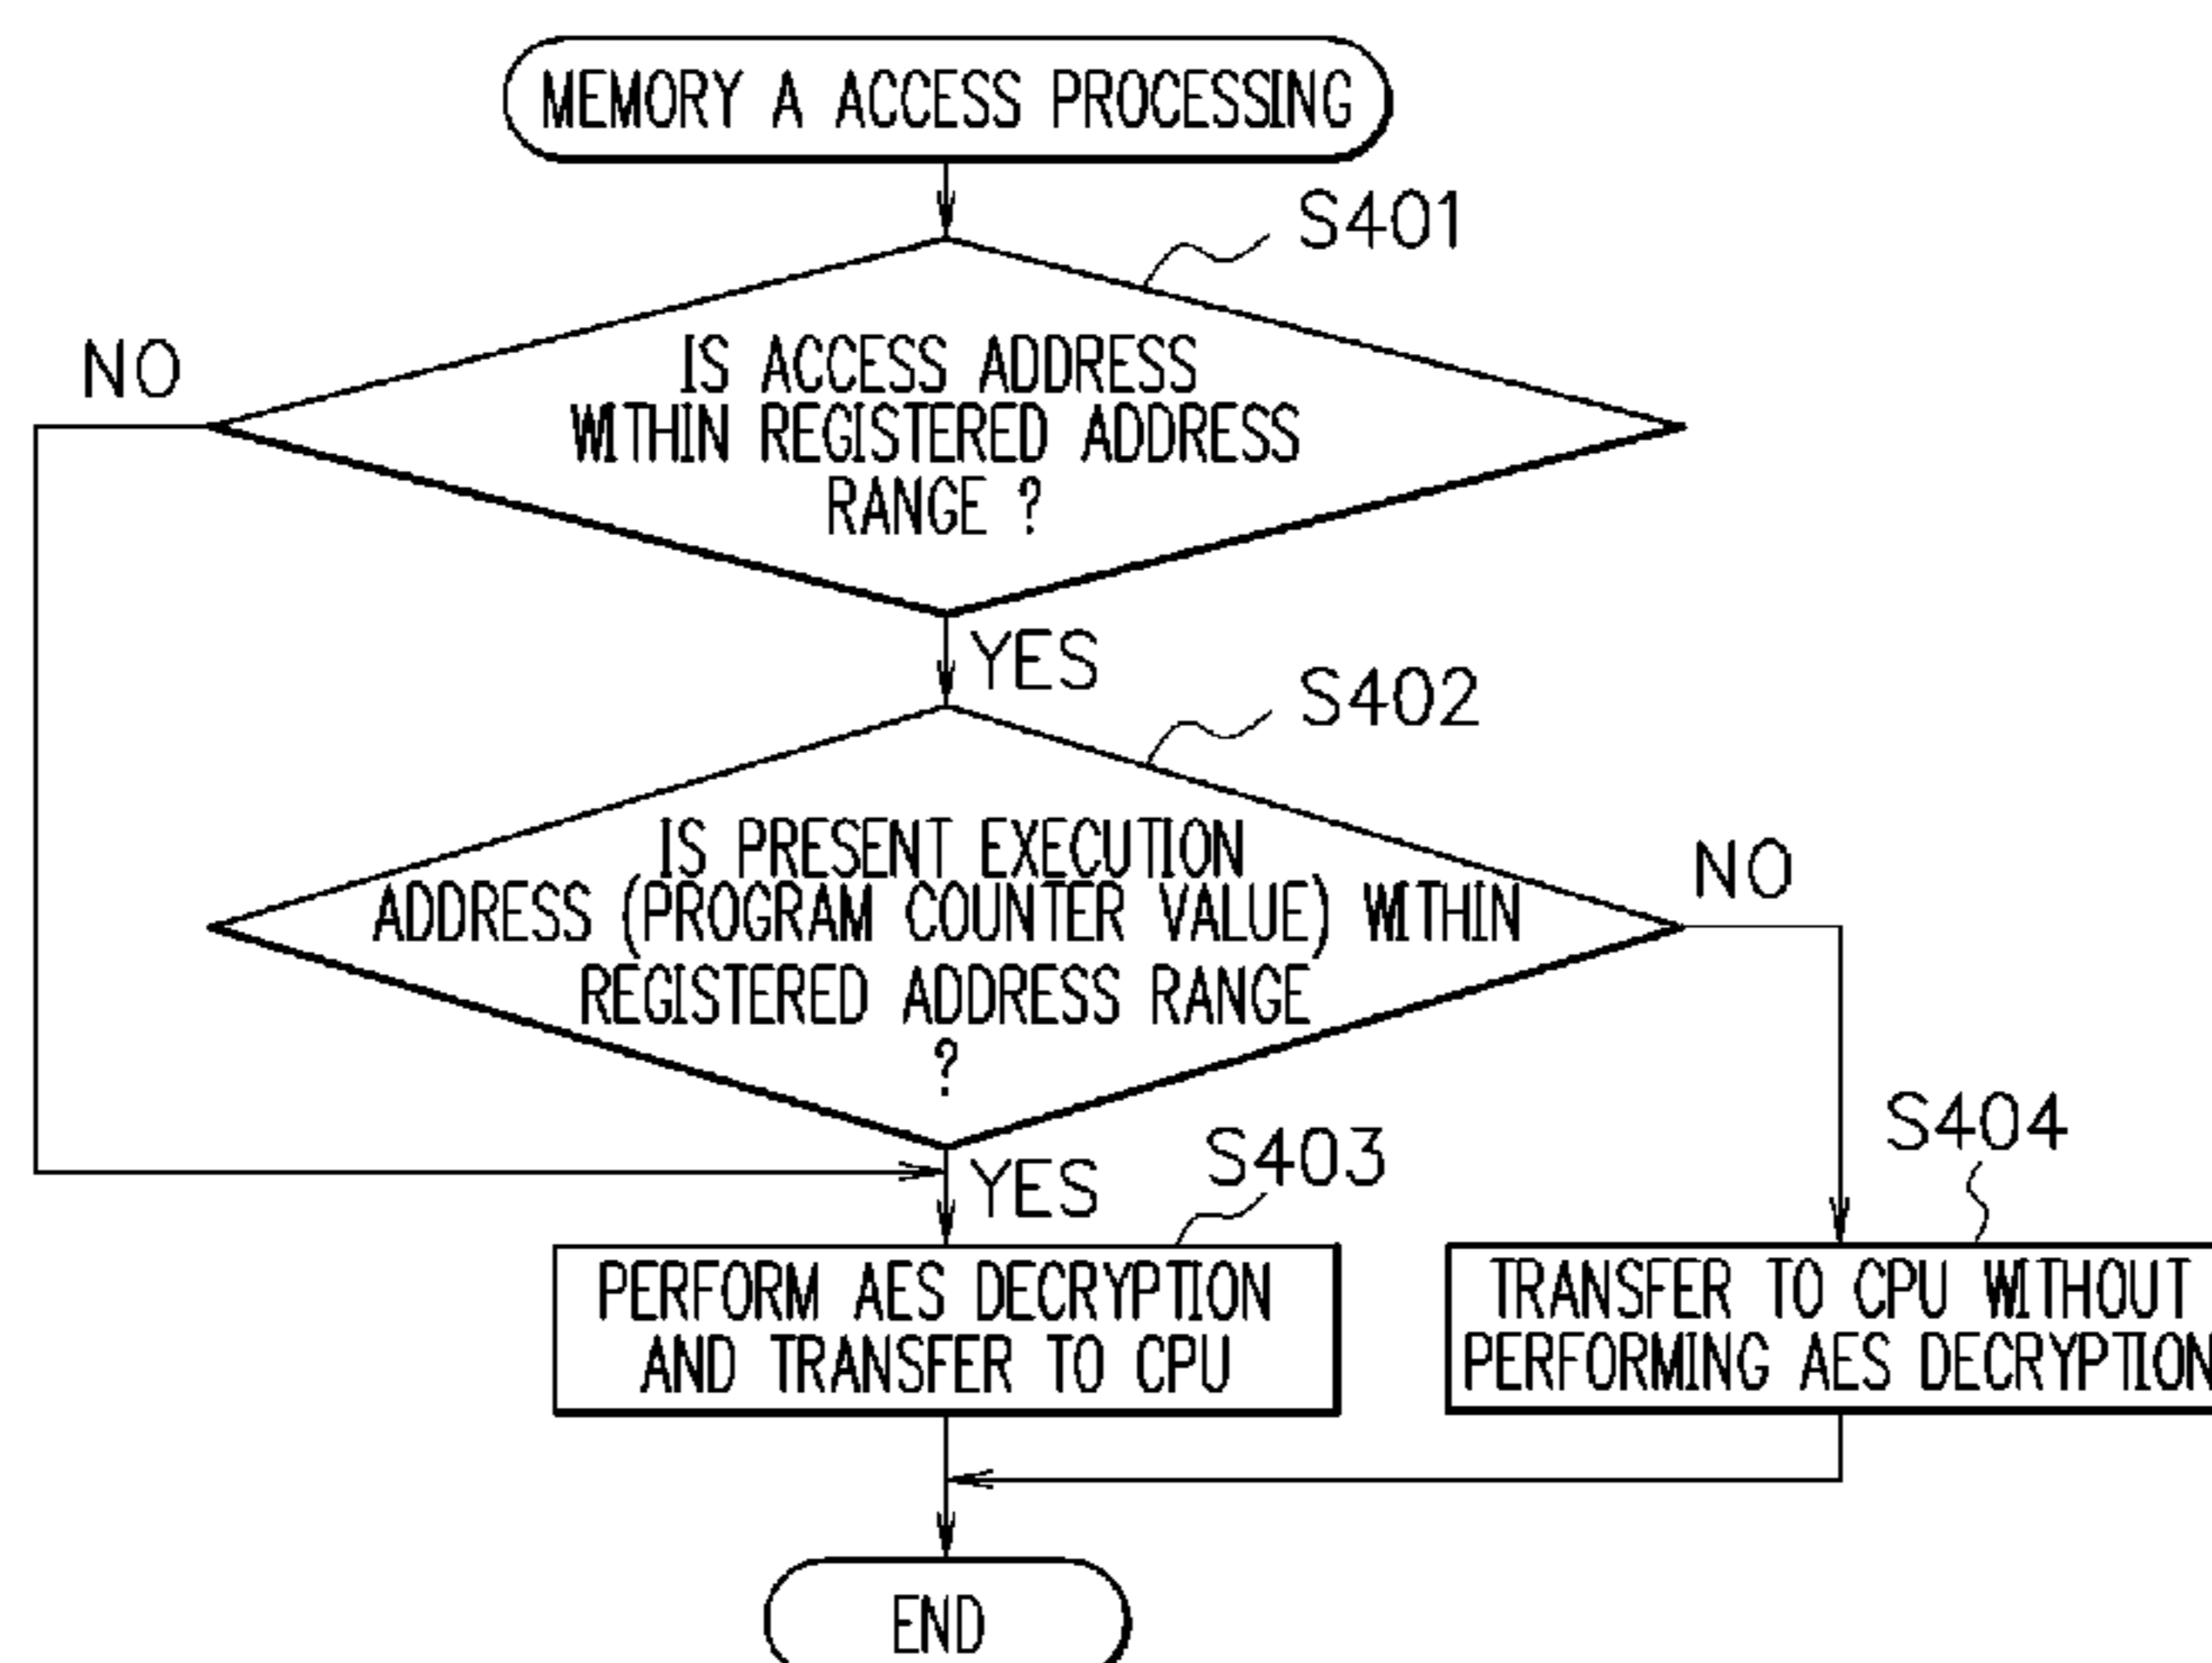 MEMORY A ACCESS PROCESSING
S401
NO
IS ACCESS ADDRESS
WITHIN REGISTERED ADDRESS
RANGE ?
YES
S402
IS PRESENT EXECUTION
ADDRESS (PROGRAM COUNTER VALUE) WITHIN
REGISTERED ADDRESS RANGE
?
NO
YES
S403
S404
PERFORM AES DECRYPTION
AND TRANSFER TO CPU
TRANSFER TO CPU WITHOUT
PERFORMING AES DECRYPTION
END